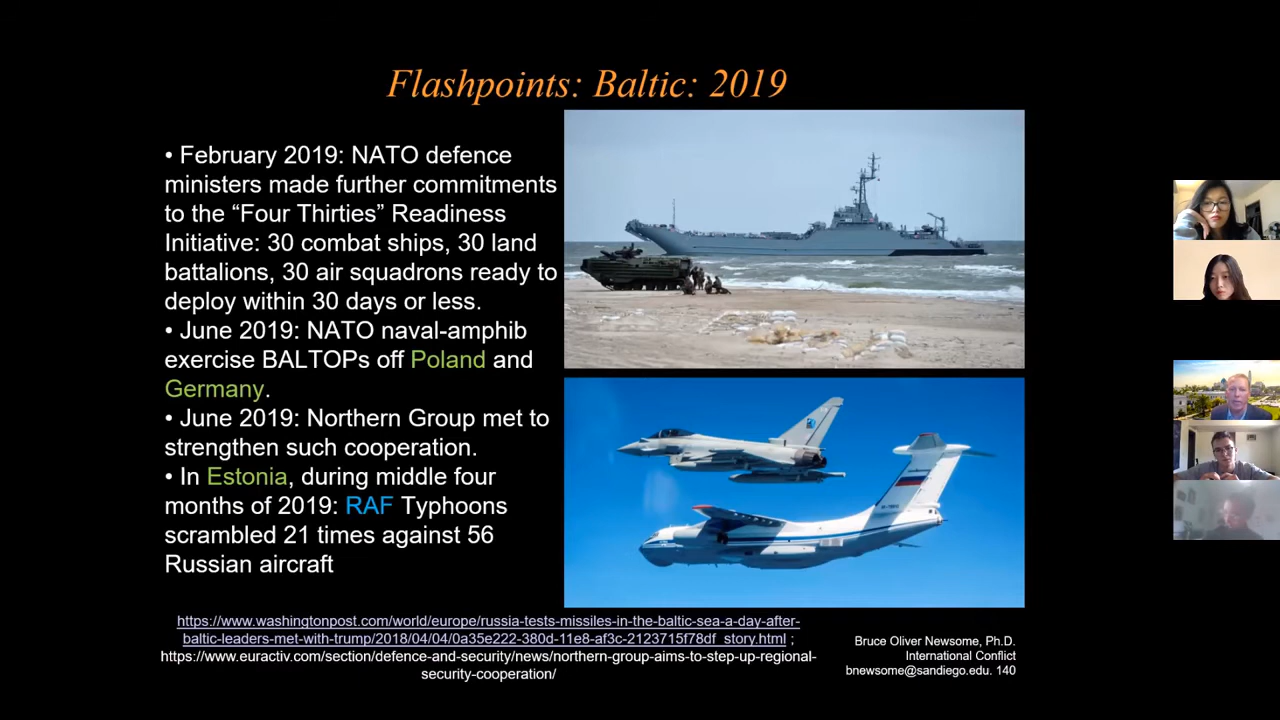 Flashpoints: Baltic: 2019
• February 2019: NATO defence
ministers made further commitments
to the “Four Thirties” Readiness
Initiative: 30 combat ships, 30 land
battalions, 30 air squadrons ready to
deploy within 30 days or less.
• June 2019: NATO naval-amphib
exercise BALTOPs off Poland and
Germany.
• June 2019: Northern Group met to
strengthen such cooperation.
• In Estonia, during middle four
months of 2019: RAF Typhoons
scrambled 21 times against 56
Russian aircraft
https://www.washingtonpost.com/world/europe/russia-tests-missiles-in-the-baltic-sea-a-day-after-
baltic-leaders-met-with-trump/2018/04/04/0a35e222-380d-11e8-af3c-2123715f78df_story.html ;
https://www.euractiv.com/section/defence-and-security/news/northern-group-aims-to-step-up-regional-
security-cooperation/
Bruce Oliver Newsome, Ph.D.
International Conflict
bnewsome@sandiego.edu. 140